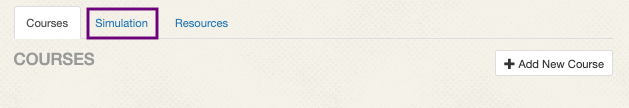 Courses Simulation Resources
COURSES
Add New Course